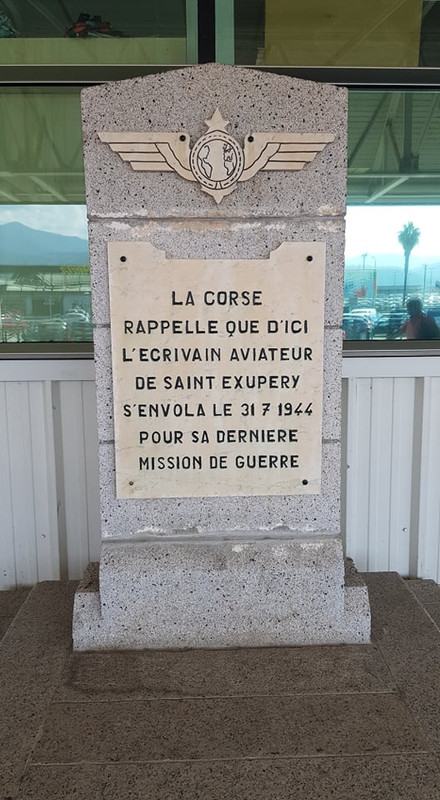 LA CORSE
RAPPELLE QUE D'ICI
L'ECRIVAIN AVIATEUR
DE SAINT EXUPERY
S'ENVOLA LE 31 7 1944
POUR SA DERNIERE
MISSION DE GUERRE